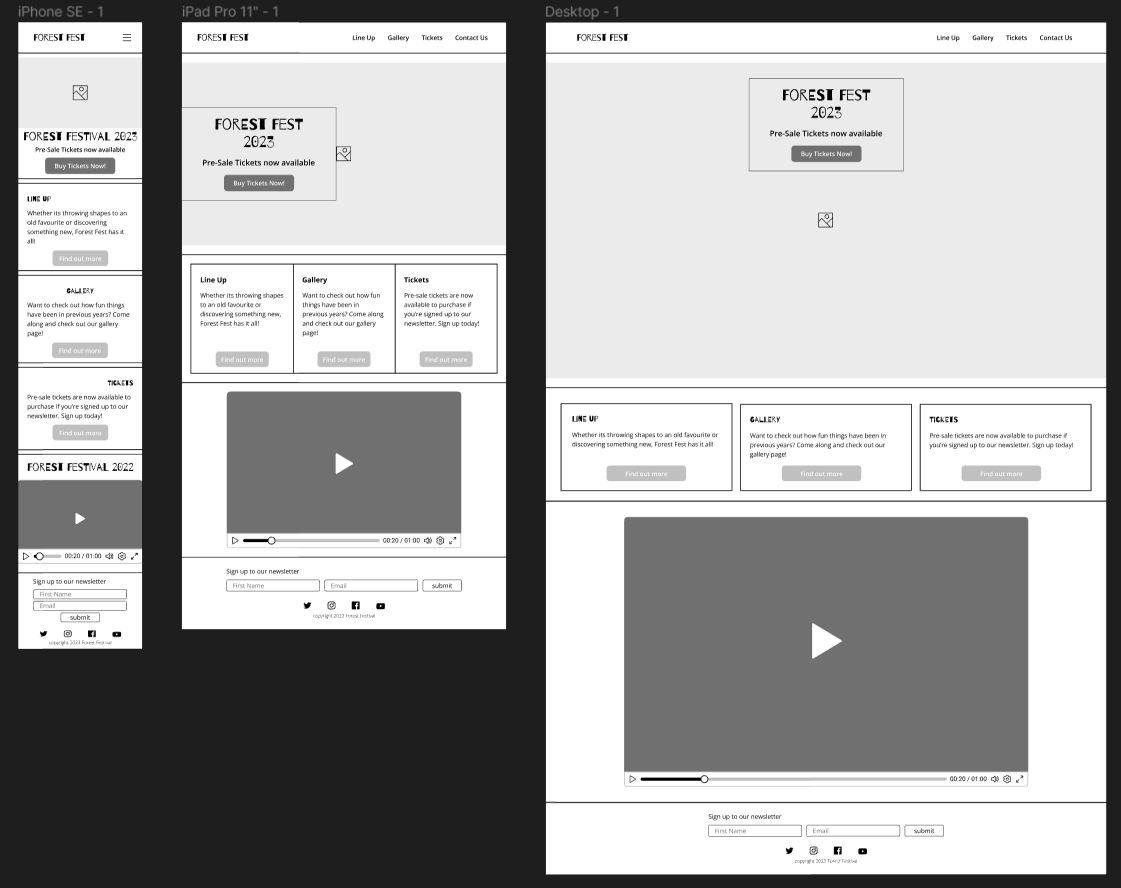 iPhone SE - 1
FOREST FEST
FOREST FESTIVAL 2023
Pre-Sale Tickets now available
Buy Tickets Now!
LINE UP
Whether its throwing shapes to an
old favourite or discovering
something new, Forest Fest has it
all!
Find out more
GALLERY
Want to check out how fun things
have been in previous years? Come
along and check out our gallery
page!
Find out more
TICKETS
Pre-sale tickets are now available to
purchase if you're signed up to our
newsletter. Sign up today!
Find out more
FOREST FESTIVAL 2022
00:20 / 01:00
Sign up to our newsletter
First Name
Email
submit
copyright 2023 Forest Festival
iPad Pro 11" - 1
FOREST FEST
Line Up Gallery Tickets Contact Us
FOREST FEST
2023
Pre-Sale Tickets now available
Buy Tickets Now!
Line Up
Whether its throwing shapes
to an old favourite or
discovering something new,
Forest Fest has it all!
Find out more
Gallery
Want to check out how fun
things have been in
previous years? Come along
and check out our gallery
page!
Find out more
Tickets
Pre-sale tickets are now
available to purchase if
you're signed up to our
newsletter. Sign up today!
Find out more
00:20 / 01:00
Sign up to our newsletter
First Name Email submit
copyright 2023 Forest Festival
Desktop - 1
FOREST FEST
Line Up Gallery Tickets Contact Us
FOREST FEST
2023
Pre-Sale Tickets now available
Buy Tickets Now!
LINE UP
Whether its throwing shapes to an old favourite or
discovering something new, Forest Fest has it all!
Find out more
GALLERY
Want to check out how fun things have been in
previous years? Come along and check out our
gallery page!
Find out more
TICKETS
Pre-sale tickets are now available to purchase if
you're signed up to our newsletter. Sign up today!
Find out more
00:20 / 01:00
Sign up to our newsletter
First Name Email submit
copyright 2023 Forest Festival